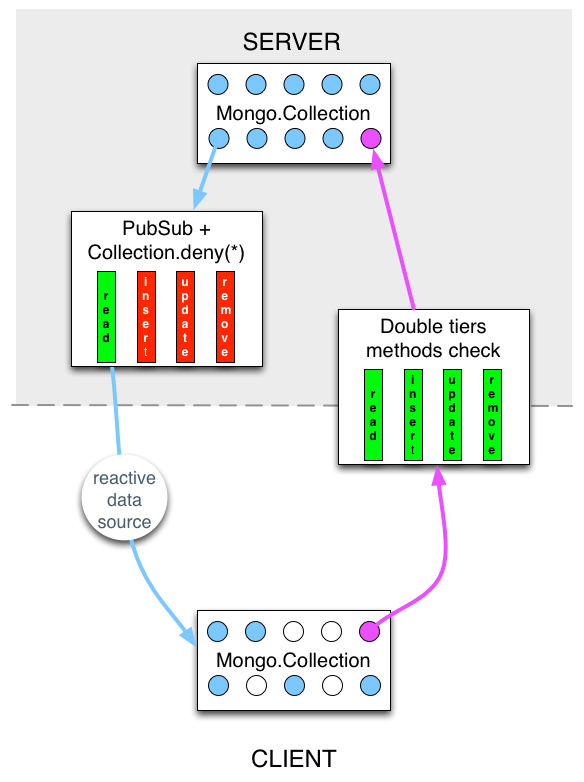 SERVER
Mongo.Collection
PubSub +
Collection.deny(*)
read
insert
update
remove
Double tiers
methods check
read
insert
update
remove
reactive
data
source
Mongo.Collection
CLIENT